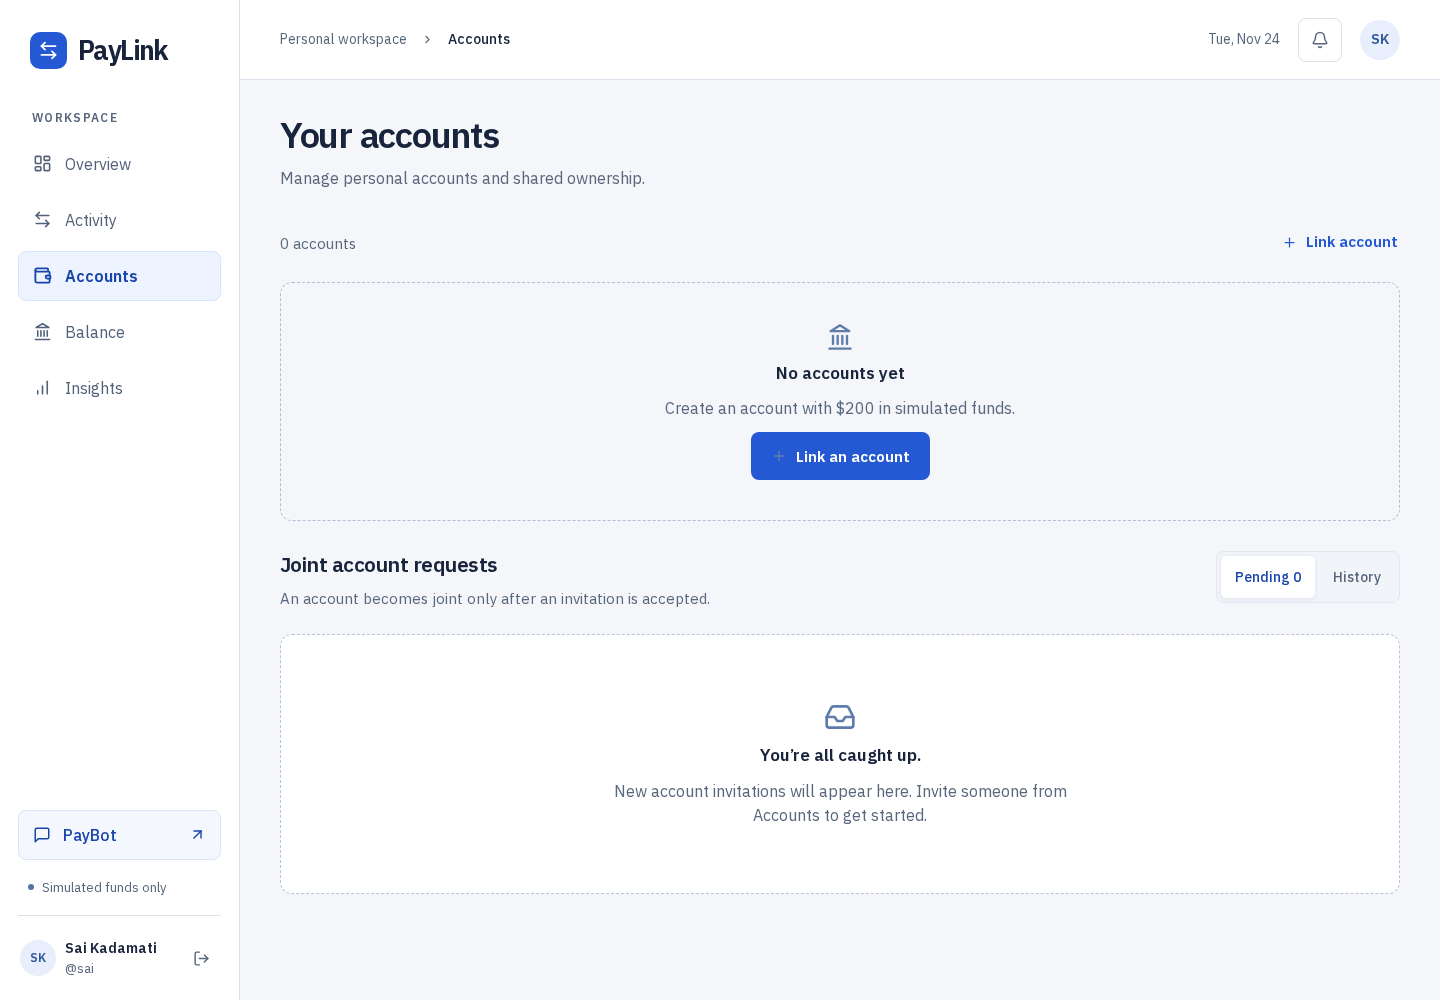 PayLink
WORKSPACE
Overview
Activity
Accounts
Balance
Insights
PayBot
Simulated funds only
SK
Sai Kadamati
@sai
Personal workspace
Accounts
Tue, Nov 24
SK
Your accounts
Manage personal accounts and shared ownership.
0 accounts
Link account
No accounts yet
Create an account with $200 in simulated funds.
Link an account
Joint account requests
An account becomes joint only after an invitation is accepted.
Pending 0
History
You’re all caught up.
New account invitations will appear here. Invite someone from
Accounts to get started.